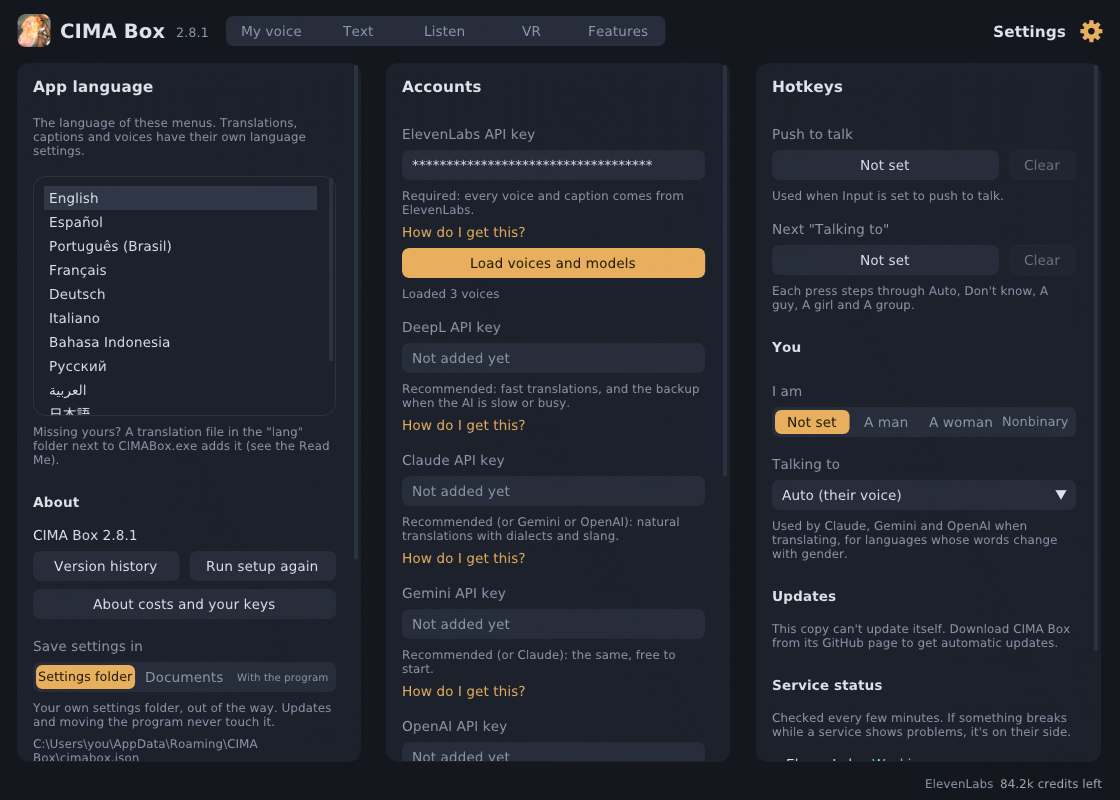 CIMA Box 2.8.1
My voice Text Listen VR Features
Settings
App language
The language of these menus. Translations,
captions and voices have their own language
settings.
English
Español
Português (Brasil)
Français
Deutsch
Italiano
Bahasa Indonesia
Русский
العربية
日本語
Missing yours? A translation file in the "lang"
folder next to CIMABox.exe adds it (see the Read
Me).
About
CIMA Box 2.8.1
Version history Run setup again
About costs and your keys
Save settings in
Settings folder Documents With the program
Your own settings folder, out of the way. Updates
and moving the program never touch it.
C:\Users\you\AppData\Roaming\CIMA
Box\cimabox.json
Accounts
ElevenLabs API key
***********************************
Required: every voice and caption comes from
ElevenLabs.
How do I get this?
Load voices and models
Loaded 3 voices
DeepL API key
Not added yet
Recommended: fast translations, and the backup
when the AI is slow or busy.
How do I get this?
Claude API key
Not added yet
Recommended (or Gemini or OpenAI): natural
translations with dialects and slang.
How do I get this?
Gemini API key
Not added yet
Recommended (or Claude): the same, free to
start.
How do I get this?
OpenAI API key
Not added yet
Hotkeys
Push to talk
Not set Clear
Used when Input is set to push to talk.
Next "Talking to"
Not set Clear
Each press steps through Auto, Don't know, A
guy, A girl and A group.
You
I am
Not set A man A woman Nonbinary
Talking to
Auto (their voice)
Used by Claude, Gemini and OpenAI when
translating, for languages whose words change
with gender.
Updates
This copy can't update itself. Download CIMA Box
from its GitHub page to get automatic updates.
Service status
Checked every few minutes. If something breaks
while a service shows problems, it's on their side.
ElevenLabs 84.2k credits left